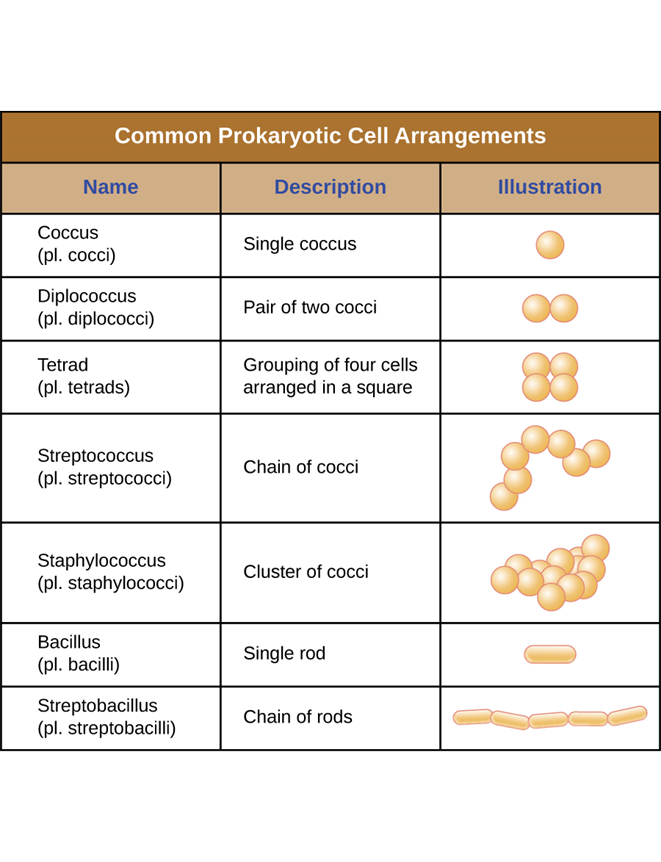 Common Prokaryotic Cell Arrangements
Name Description Illustration
Coccus
(pl. cocci)
Single coccus
Diplococcus
(pl. diplococci)
Pair of two cocci
Tetrad
(pl. tetrads)
Grouping of four cells
arranged in a square
Streptococcus
(pl. streptococci)
Chain of cocci
Staphylococcus
(pl. staphylococci)
Cluster of cocci
Bacillus
(pl. bacilli)
Single rod
Streptobacillus
(pl. streptobacilli)
Chain of rods